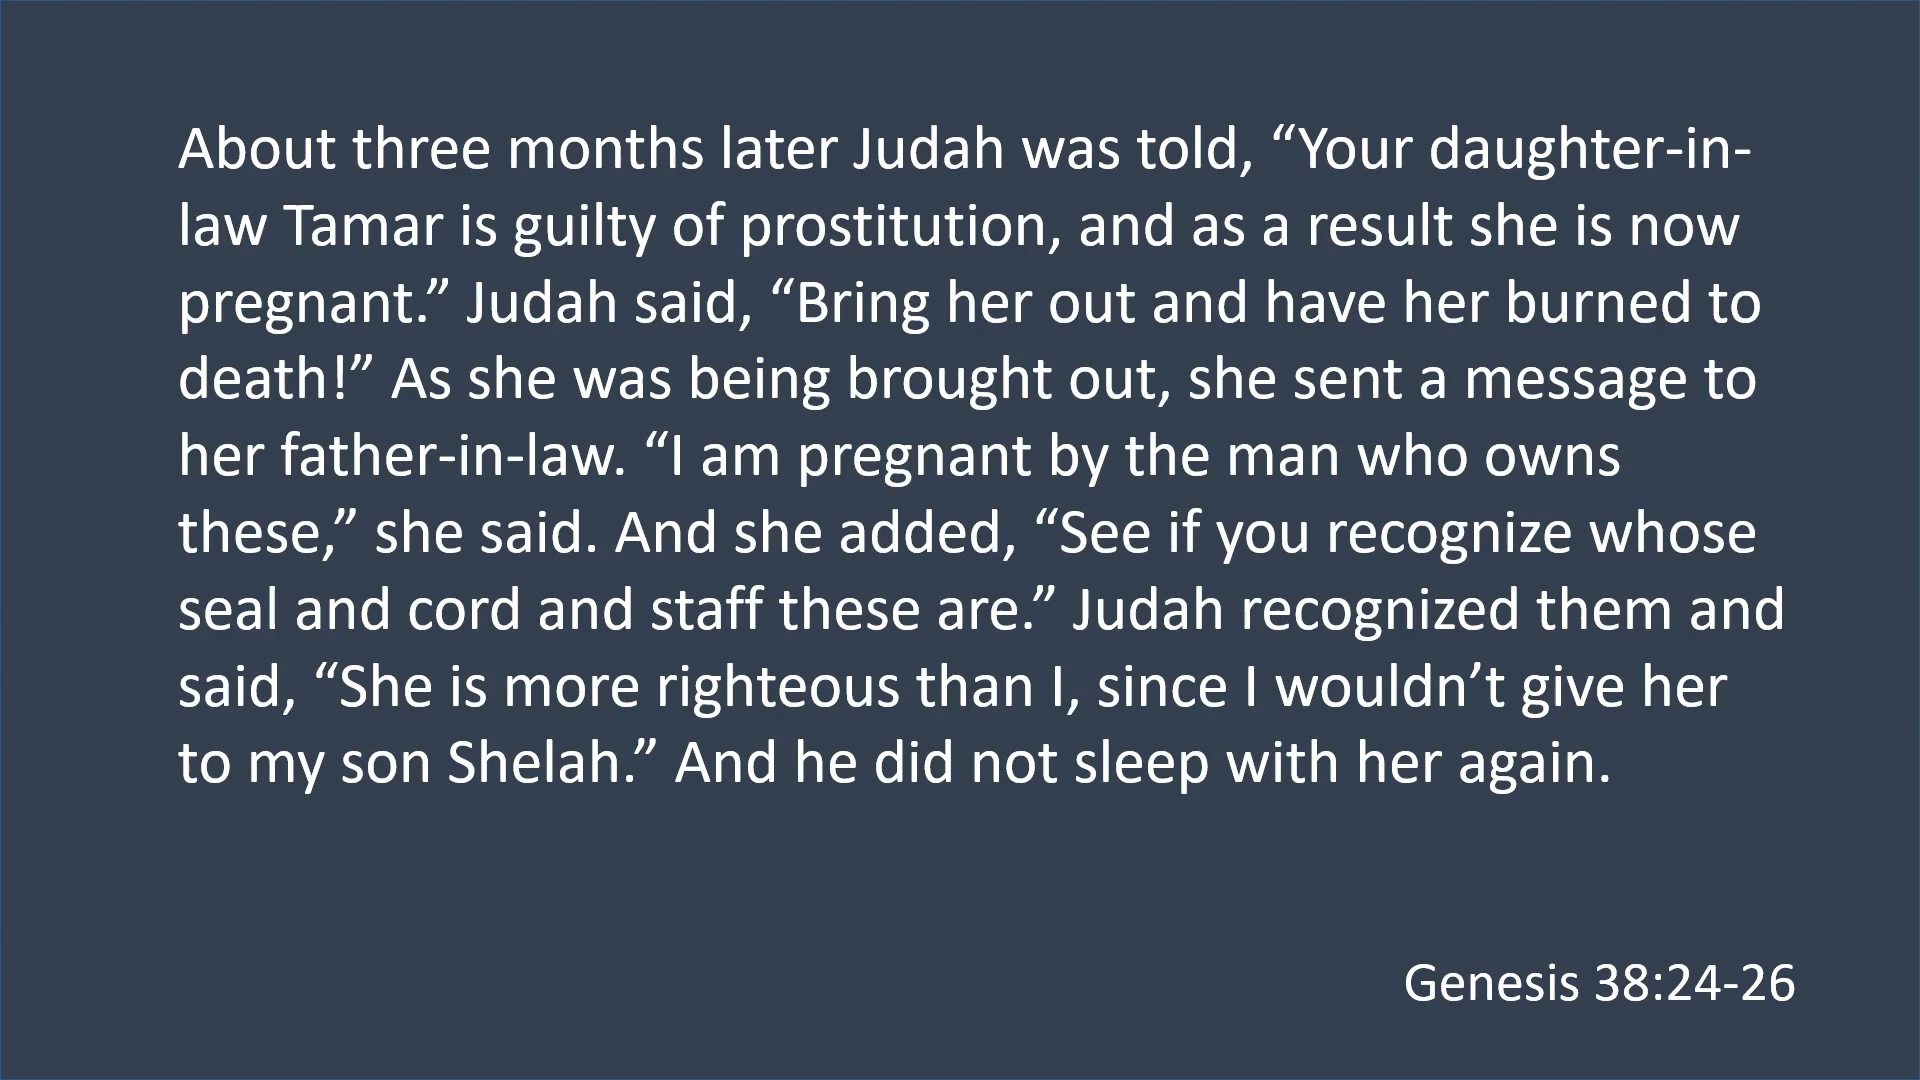 About three months later Judah was told, “Your daughter-in-
law Tamar is guilty of prostitution, and as a result she is now
pregnant.” Judah said, “Bring her out and have her burned to
death!” As she was being brought out, she sent a message to
her father-in-law. “I am pregnant by the man who owns
these,” she said. And she added, “See if you recognize whose
seal and cord and staff these are.” Judah recognized them and
said, “She is more righteous than I, since I wouldn’t give her
to my son Shelah.” And he did not sleep with her again.
Genesis 38:24-26